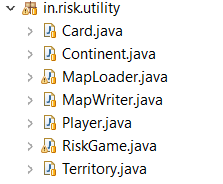 in.risk.utility
Card.java
Continent.java
MapLoader.java
MapWriter.java
Player.java
RiskGame.java
Territory.java